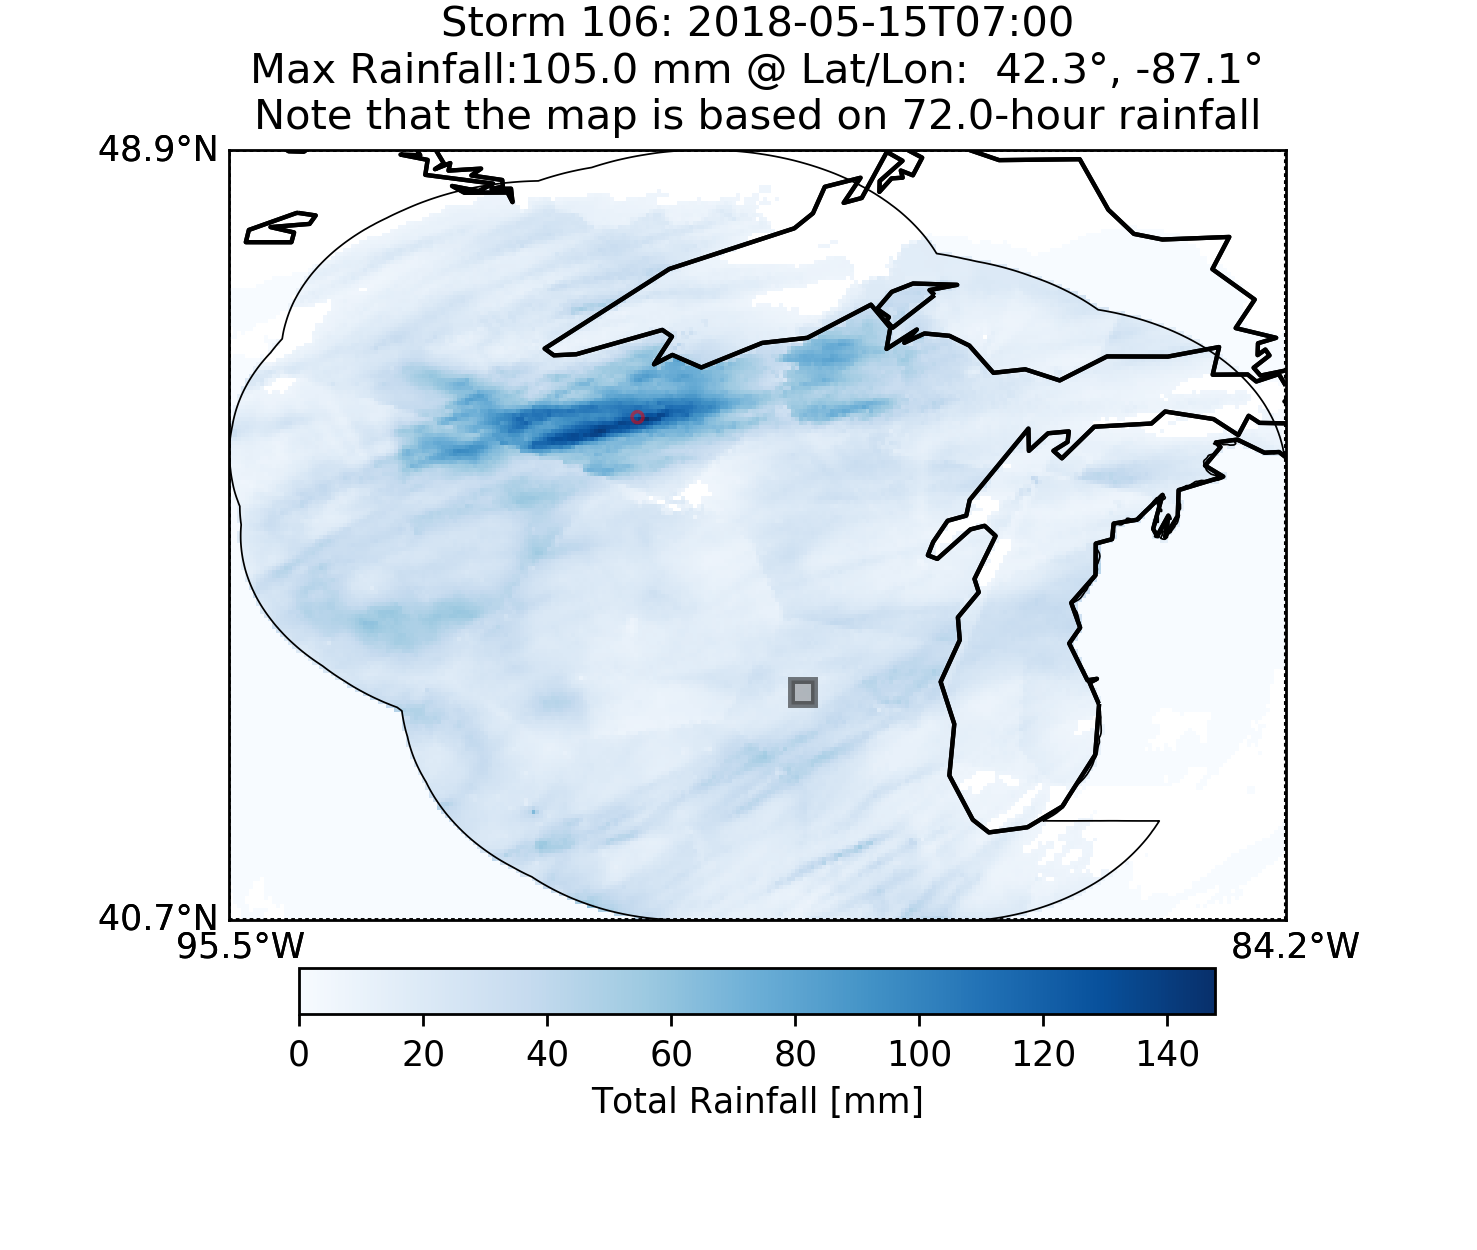 Storm 106: 2018-05-15T07:00
Max Rainfall:105.0 mm @ Lat/Lon:  42.3°, -87.1°
Note that the map is based on 72.0-hour rainfall
48.9°N
40.7°N
95.5°W 84.2°W
0 20 40 60 80 100 120 140
Total Rainfall [mm]